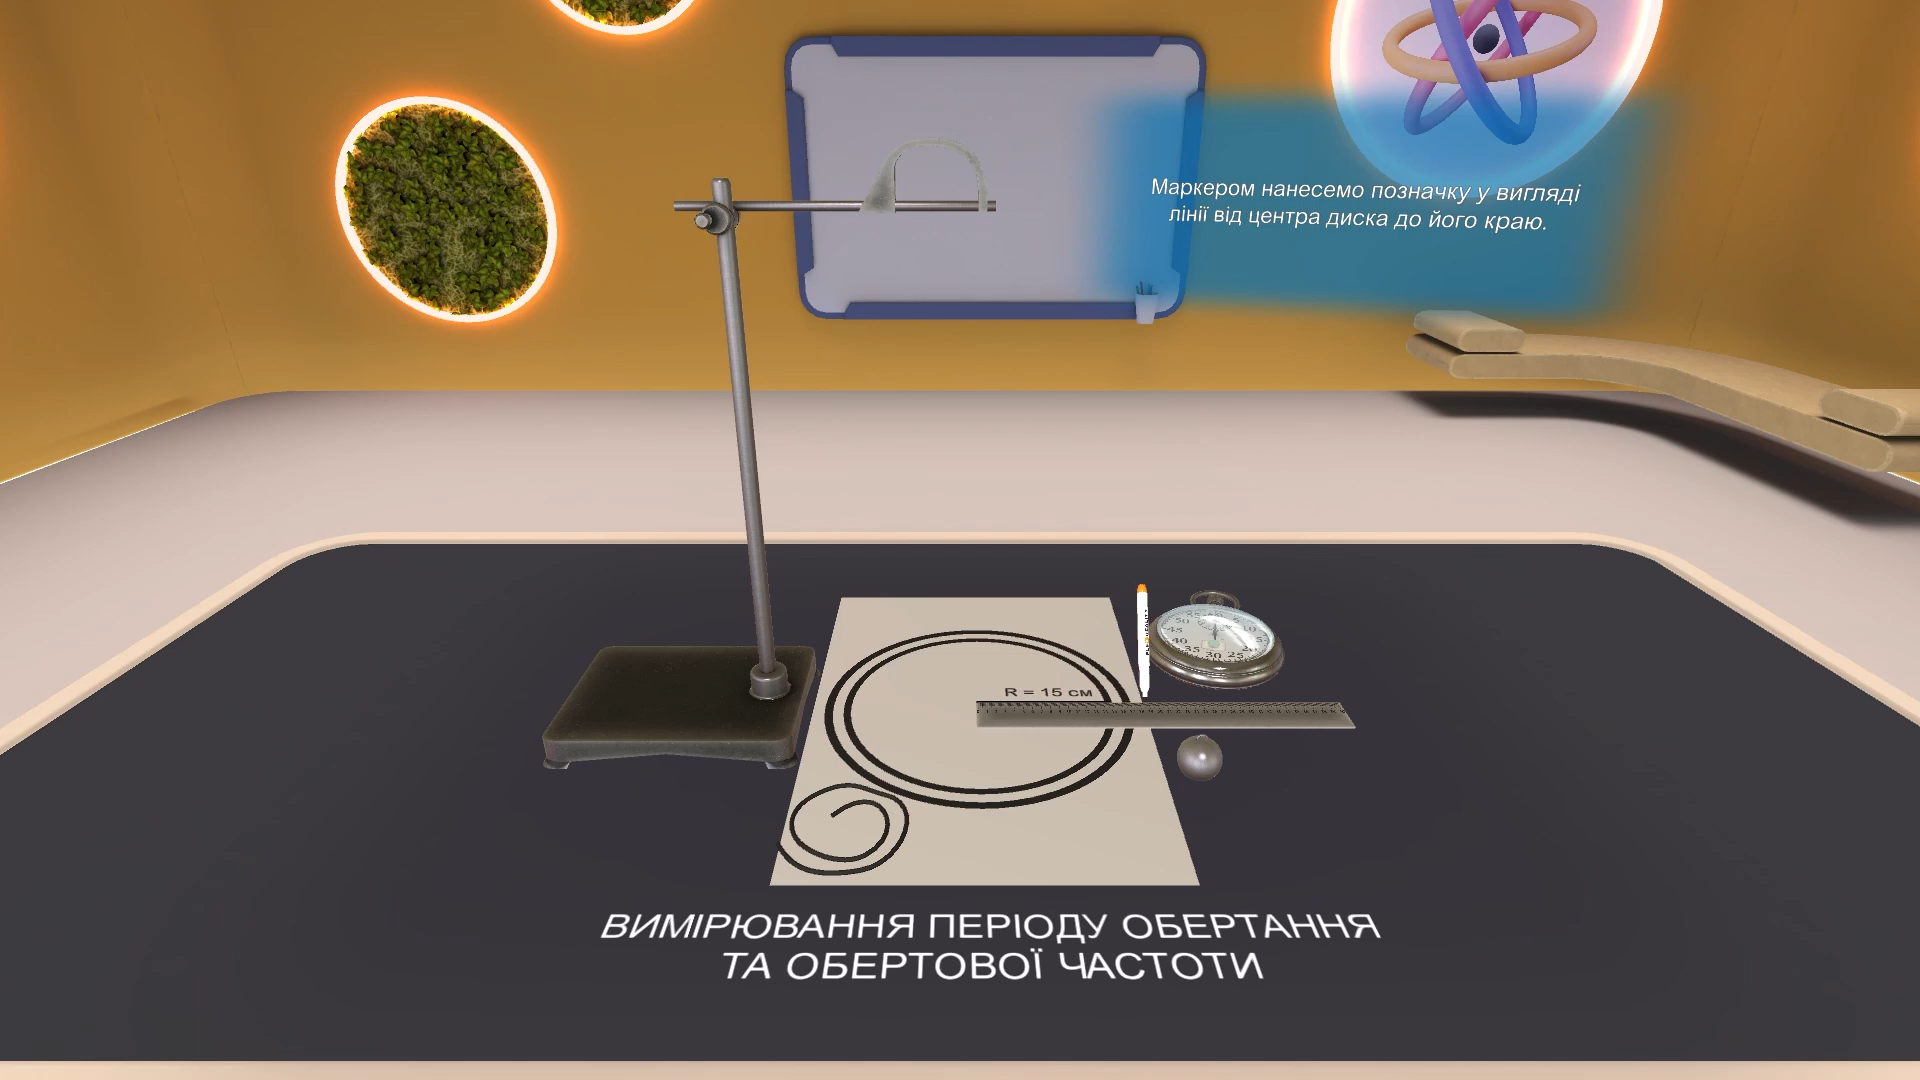 Маркером нанесемо позначку у вигляді
лінії від центра диска до його краю.
R = 15 см
ВИМІРЮВАННЯ ПЕРІОДУ ОБЕРТАННЯ
ТА ОБЕРТОВОЇ ЧАСТОТИ